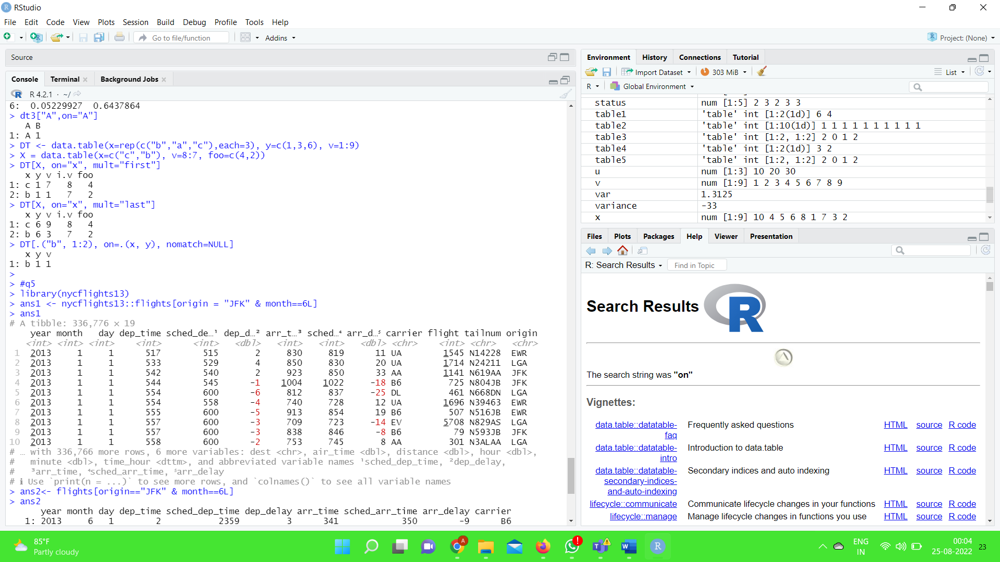 RStudio
File Edit Code View Plots Session Build Debug Profile Tools Help
Go to file/function Addins Project: (None)
Source
Console Terminal Background Jobs
R 4.2.1 · ~/
6:  0.05229927  0.6437864
> dt3["A",on="A"]
   A B
1: A 1
> DT <- data.table(x=rep(c("b","a","c"),each=3), y=c(1,3,6), v=1:9)
> X = data.table(x=c("c","b"), v=8:7, foo=c(4,2))
> DT[X, on="x", mult="first"]
   x y v i.v foo
1: c 1 7   8   4
2: b 1 1   7   2
> DT[X, on="x", mult="last"]
   x y v i.v foo
1: c 6 9   8   4
2: b 6 3   7   2
> DT[.("b", 1:2), on=.(x, y), nomatch=NULL]
   x y v
1: b 1 1
>
> #q5
> library(nycflights13)
> ans1 <- nycflights13::flights[origin = "JFK" & month==6L]
> ans1
# A tibble: 336,776 × 19
    year month   day dep_time sched_de…¹ dep_d…² arr_t…³ sched…⁴ arr_d…⁵ carrier flight tailnum origin
   <int> <int> <int>    <int>      <int>   <dbl>   <int>   <int>   <dbl> <chr>    <int> <chr>   <chr>
 1  2013     1     1      517        515       2     830     819      11 UA        1545 N14228  EWR
 2  2013     1     1      533        529       4     850     830      20 UA        1714 N24211  LGA
 3  2013     1     1      542        540       2     923     850      33 AA        1141 N619AA  JFK
 4  2013     1     1      544        545      -1    1004    1022     -18 B6         725 N804JB  JFK
 5  2013     1     1      554        600      -6     812     837     -25 DL         461 N668DN  LGA
 6  2013     1     1      554        558      -4     740     728      12 UA        1696 N39463  EWR
 7  2013     1     1      555        600      -5     913     854      19 B6         507 N516JB  EWR
 8  2013     1     1      557        600      -3     709     723     -14 EV        5708 N829AS  LGA
 9  2013     1     1      557        600      -3     838     846      -8 B6          79 N593JB  JFK
10  2013     1     1      558        600      -2     753     745       8 AA         301 N3ALAA  LGA
# … with 336,766 more rows, 6 more variables: dest <chr>, air_time <dbl>, distance <dbl>, hour <dbl>,
#   minute <dbl>, time_hour <dttm>, and abbreviated variable names ¹sched_dep_time, ²dep_delay,
#   ³arr_time, ⁴sched_arr_time, ⁵arr_delay
# ℹ Use `print(n = ...)` to see more rows, and `colnames()` to see all variable names
> ans2<- flights[origin=="JFK" & month==6L]
> ans2
      year month day dep_time sched_dep_time dep_delay arr_time sched_arr_time arr_delay carrier
   1: 2013     6   1        2           2359         3      341            350        -9      B6
Environment History Connections Tutorial
Import Dataset 303 MiB List
R Global Environment
status num [1:5] 2 3 2 3 3
table1 'table' int [1:2(1d)] 6 4
table2 'table' int [1:10(1d)] 1 1 1 1 1 1 1 1 1 1
table3 'table' int [1:2, 1:2] 2 0 1 2
table4 'table' int [1:2(1d)] 3 2
table5 'table' int [1:2, 1:2] 2 0 1 2
u num [1:3] 10 20 30
v num [1:9] 1 2 3 4 5 6 7 8 9
var 1.3125
variance -33
x num [1:9] 10 4 5 6 8 1 7 3 2
Files Plots Packages Help Viewer Presentation
R: Search Results Find in Topic
Search Results R
The search string was "on"
Vignettes:
data.table::datatable-faq Frequently asked questions HTML source R code
data.table::datatable-intro Introduction to data.table HTML source R code
data.table::datatable-secondary-indices-and-auto-indexing Secondary indices and auto indexing HTML source R code
lifecycle::communicate Communicate lifecycle changes in your functions HTML source R code
lifecycle::manage Manage lifecycle changes in functions you use HTML source R code
85°F
Partly cloudy
ENG
IN
00:04
25-08-2022
23